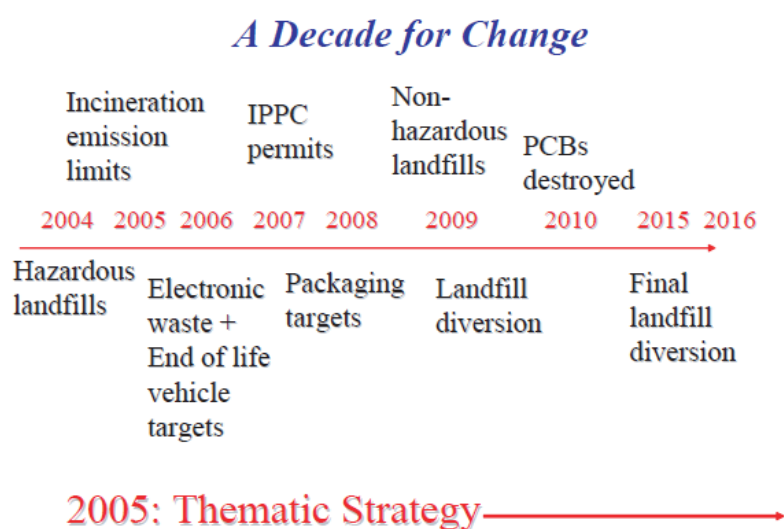 A Decade for Change
Incineration
emission
limits
IPPC
permits
Non-
hazardous
landfills
PCBs
destroyed
2004 2005 2006 2007 2008 2009 2010 2015 2016
Hazardous
landfills
Electronic
waste +
End of life
vehicle
targets
Packaging
targets
Landfill
diversion
Final
landfill
diversion
2005: Thematic Strategy